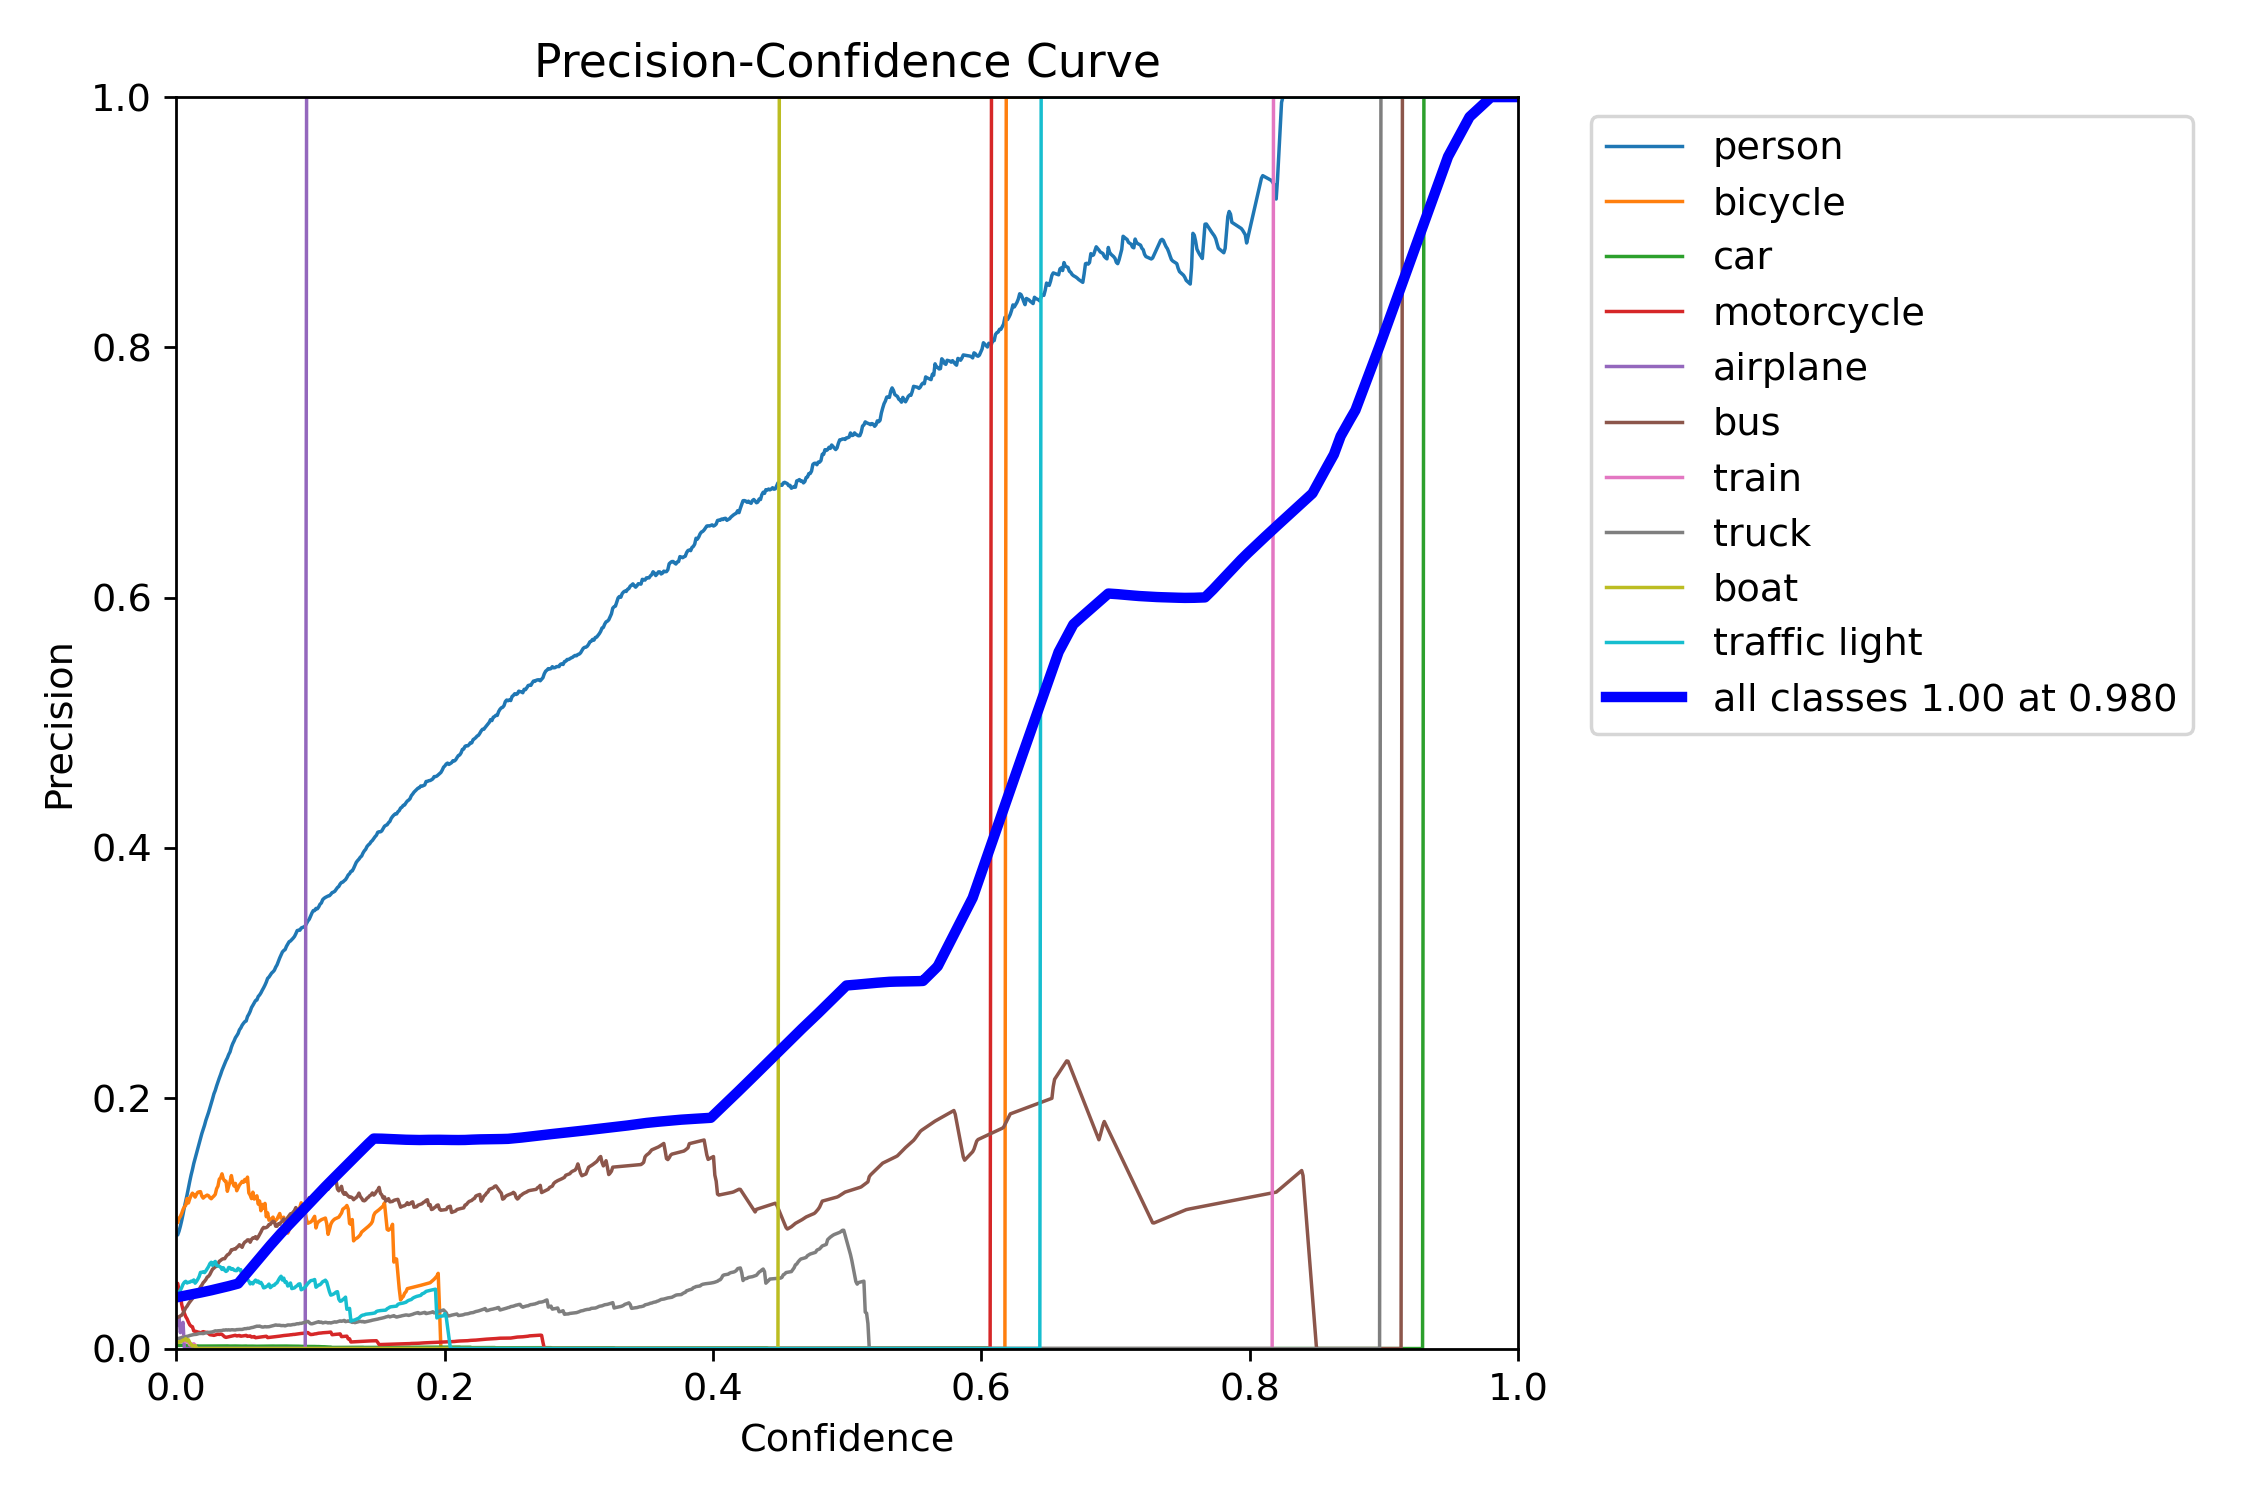 Precision-Confidence Curve
1.0
0.8
0.6
0.4
0.2
0.0
Precision
0.0 0.2 0.4 0.6 0.8 1.0
Confidence
person
bicycle
car
motorcycle
airplane
bus
train
truck
boat
traffic light
all classes 1.00 at 0.980